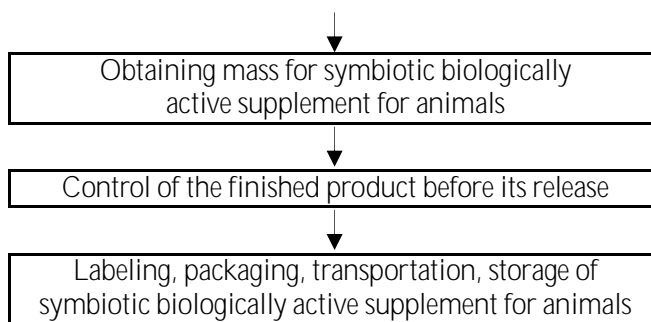 Obtaining mass for symbiotic biologically
active supplement for animals
Control of the finished product before its release
Labeling, packaging, transportation, storage of
symbiotic biologically active supplement for animals